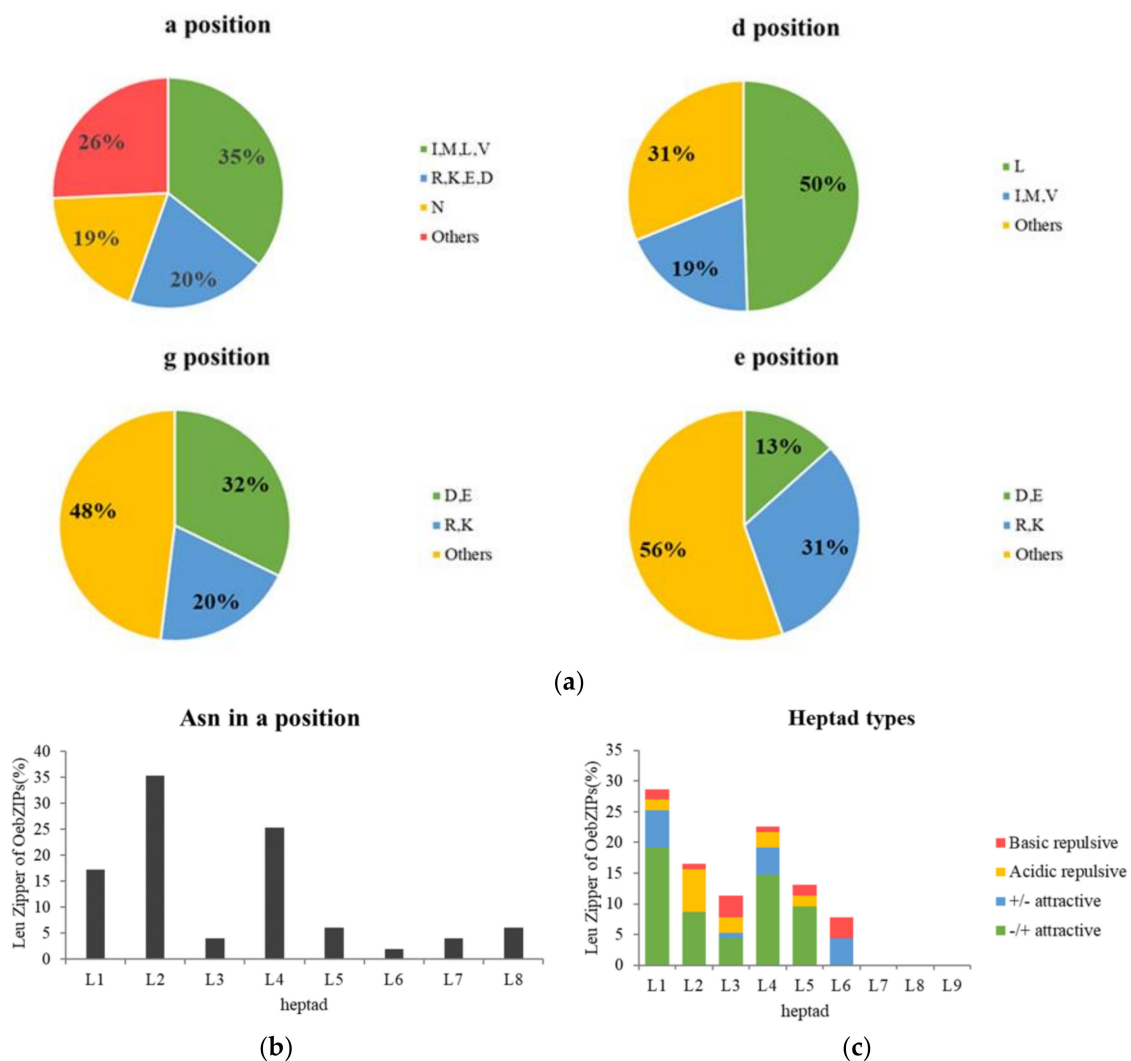 a position
26%
35%
19%
20%
I,M,L,V
R,K,E,D
N
Others
d position
31%
50%
19%
L
I,M,V
Others
g position
48%
32%
20%
D,E
R,K
Others
e position
13%
56%
31%
D,E
R,K
Others
(a)
Asn in a position
Leu Zipper of OebZIPs(%)
40
35
30
25
20
15
10
5
0
L1 L2 L3 L4 L5 L6 L7 L8
heptad
(b)
Heptad types
Leu Zipper of OebZIPs(%)
35
30
25
20
15
10
5
0
L1 L2 L3 L4 L5 L6 L7 L8 L9
heptad
Basic repulsive
Acidic repulsive
+/- attractive
-/+ attractive
(c)